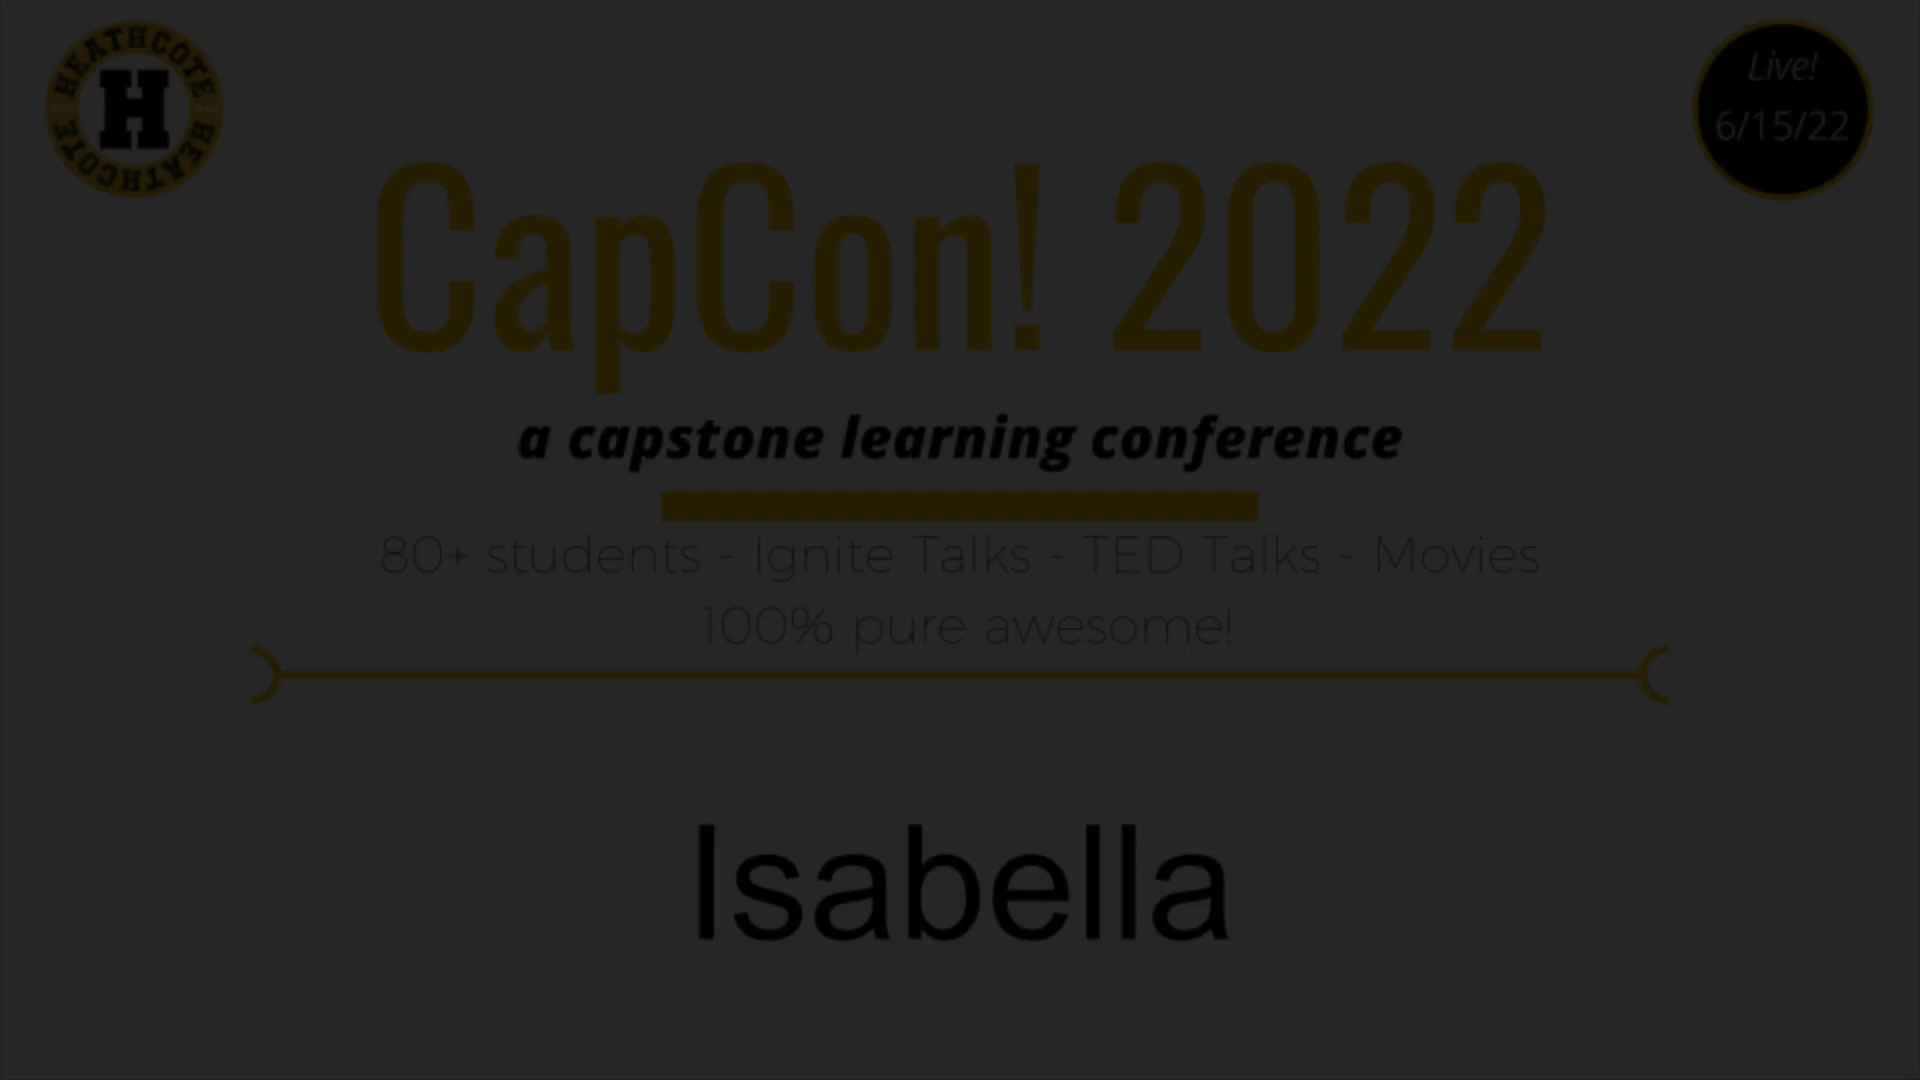 HEATHCOTE
H
HEATHCOTE
Live!
6/15/22
CapCon! 2022
a capstone learning conference
80+ students - Ignite Talks - TED Talks - Movies
100% pure awesome!
Isabella